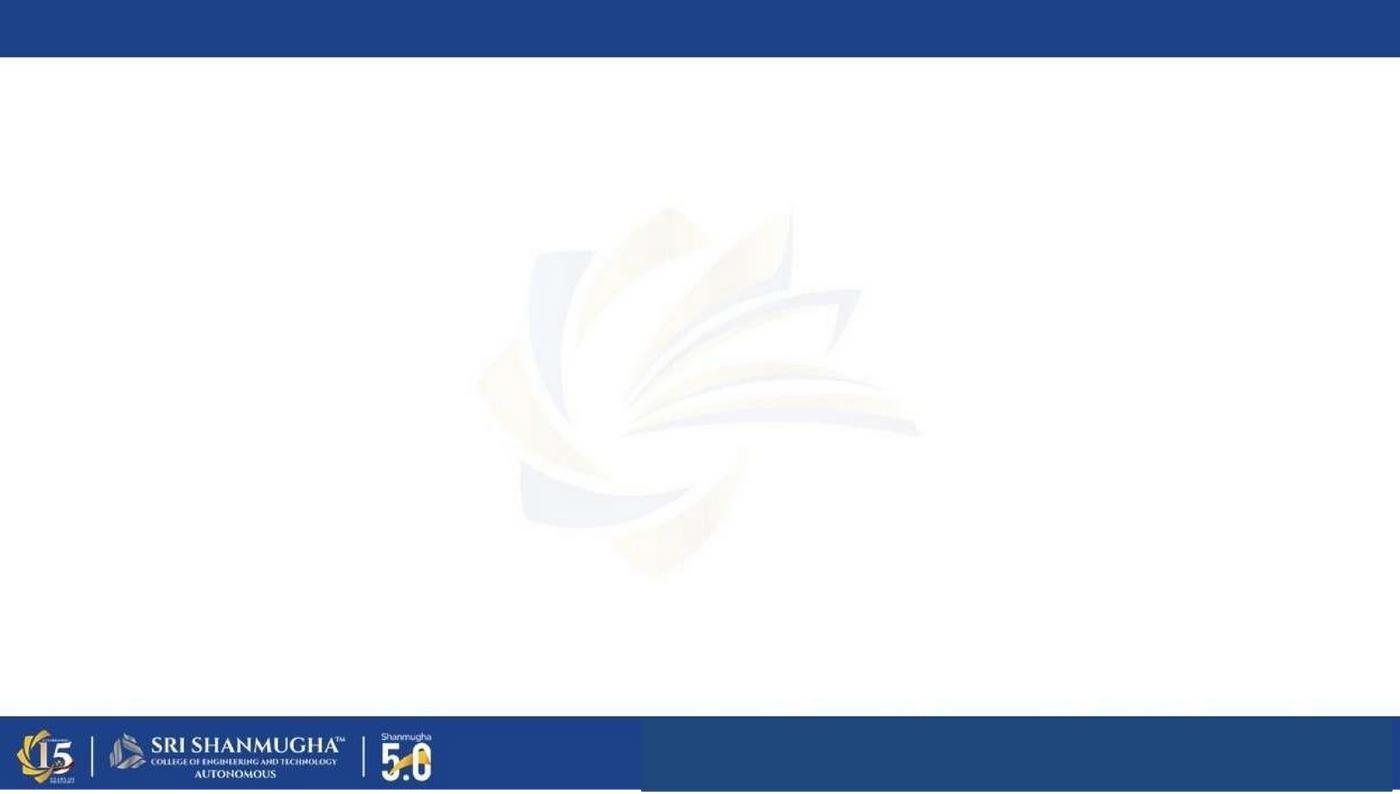 15
SRI SHANMUGHA™
COLLEGE OF ENGINEERING AND TECHNOLOGY
AUTONOMOUS
Shanmugha
5.0